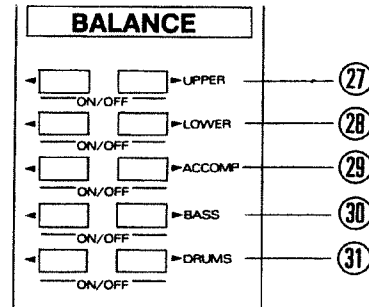 BALANCE
UPPER 27
ON/OFF
LOWER 28
ON/OFF
ACCOMP 29
ON/OFF
BASS 30
ON/OFF
DRUMS 31
ON/OFF